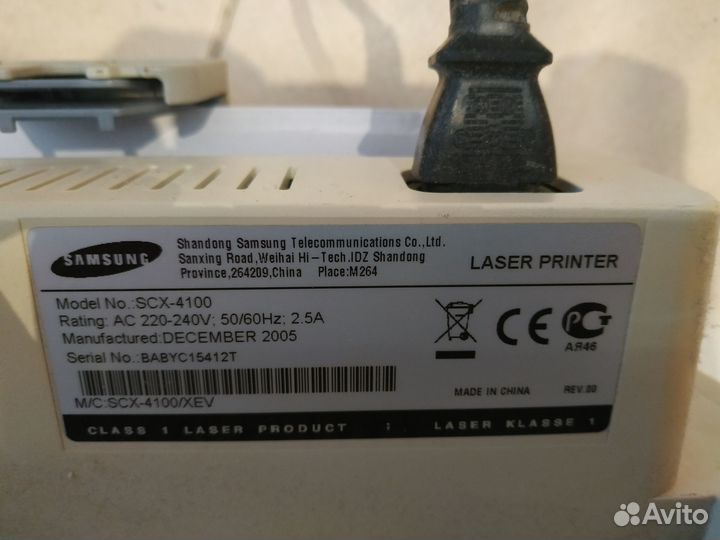 SAMSUNG
Shandong Samsung Telecommunications Co.,Ltd.
Sanxing Road,Weihai Hi-Tech.IDZ Shandong
Province,264209,China Place:M264
LASER PRINTER
Model No.:SCX-4100
Rating: AC 220-240V; 50/60Hz; 2.5A
Manufactured:DECEMBER 2005
Serial No.:BABYC15412T
CE
АЯ46
MADE IN CHINA REV.00
M/C:SCX-4100/XEV
CLASS 1 LASER PRODUCT ; LASER KLASSE 1
Avito